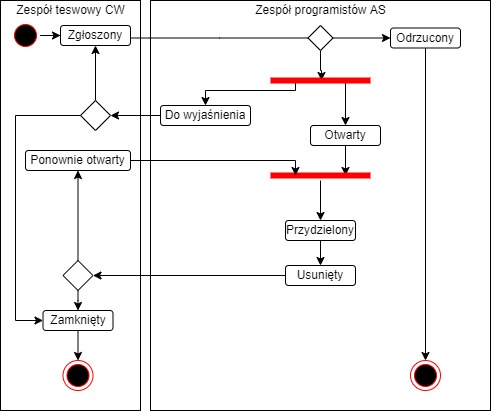 Zespół teswowy CW
Zespół programistów AS
Zgłoszony
Odrzucony
Do wyjaśnienia
Otwarty
Ponownie otwarty
Przydzielony
Usunięty
Zamknięty